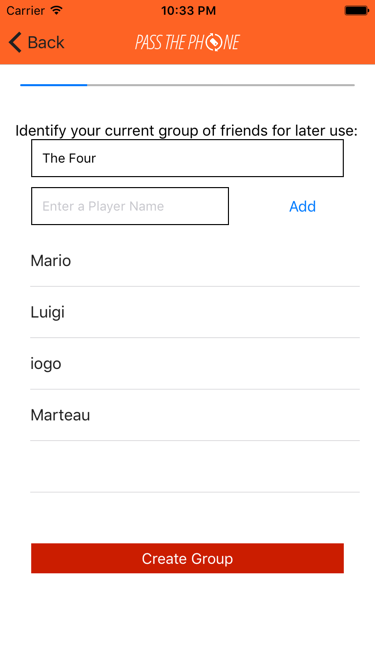 Carrier 10:33 PM
Back PASS THE PHONE
Identify your current group of friends for later use:
The Four
Enter a Player Name Add
Mario
Luigi
iogo
Marteau
Create Group